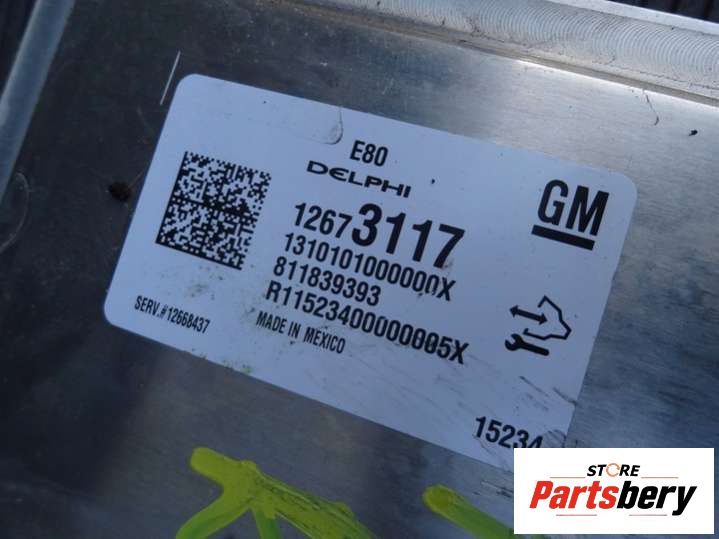 E80
DELPHI
GM
12673117
1310101000000X
811839393
R11523400000005X
SERV.#12668437
MADE IN MEXICO
15234
STORE
Partsbery